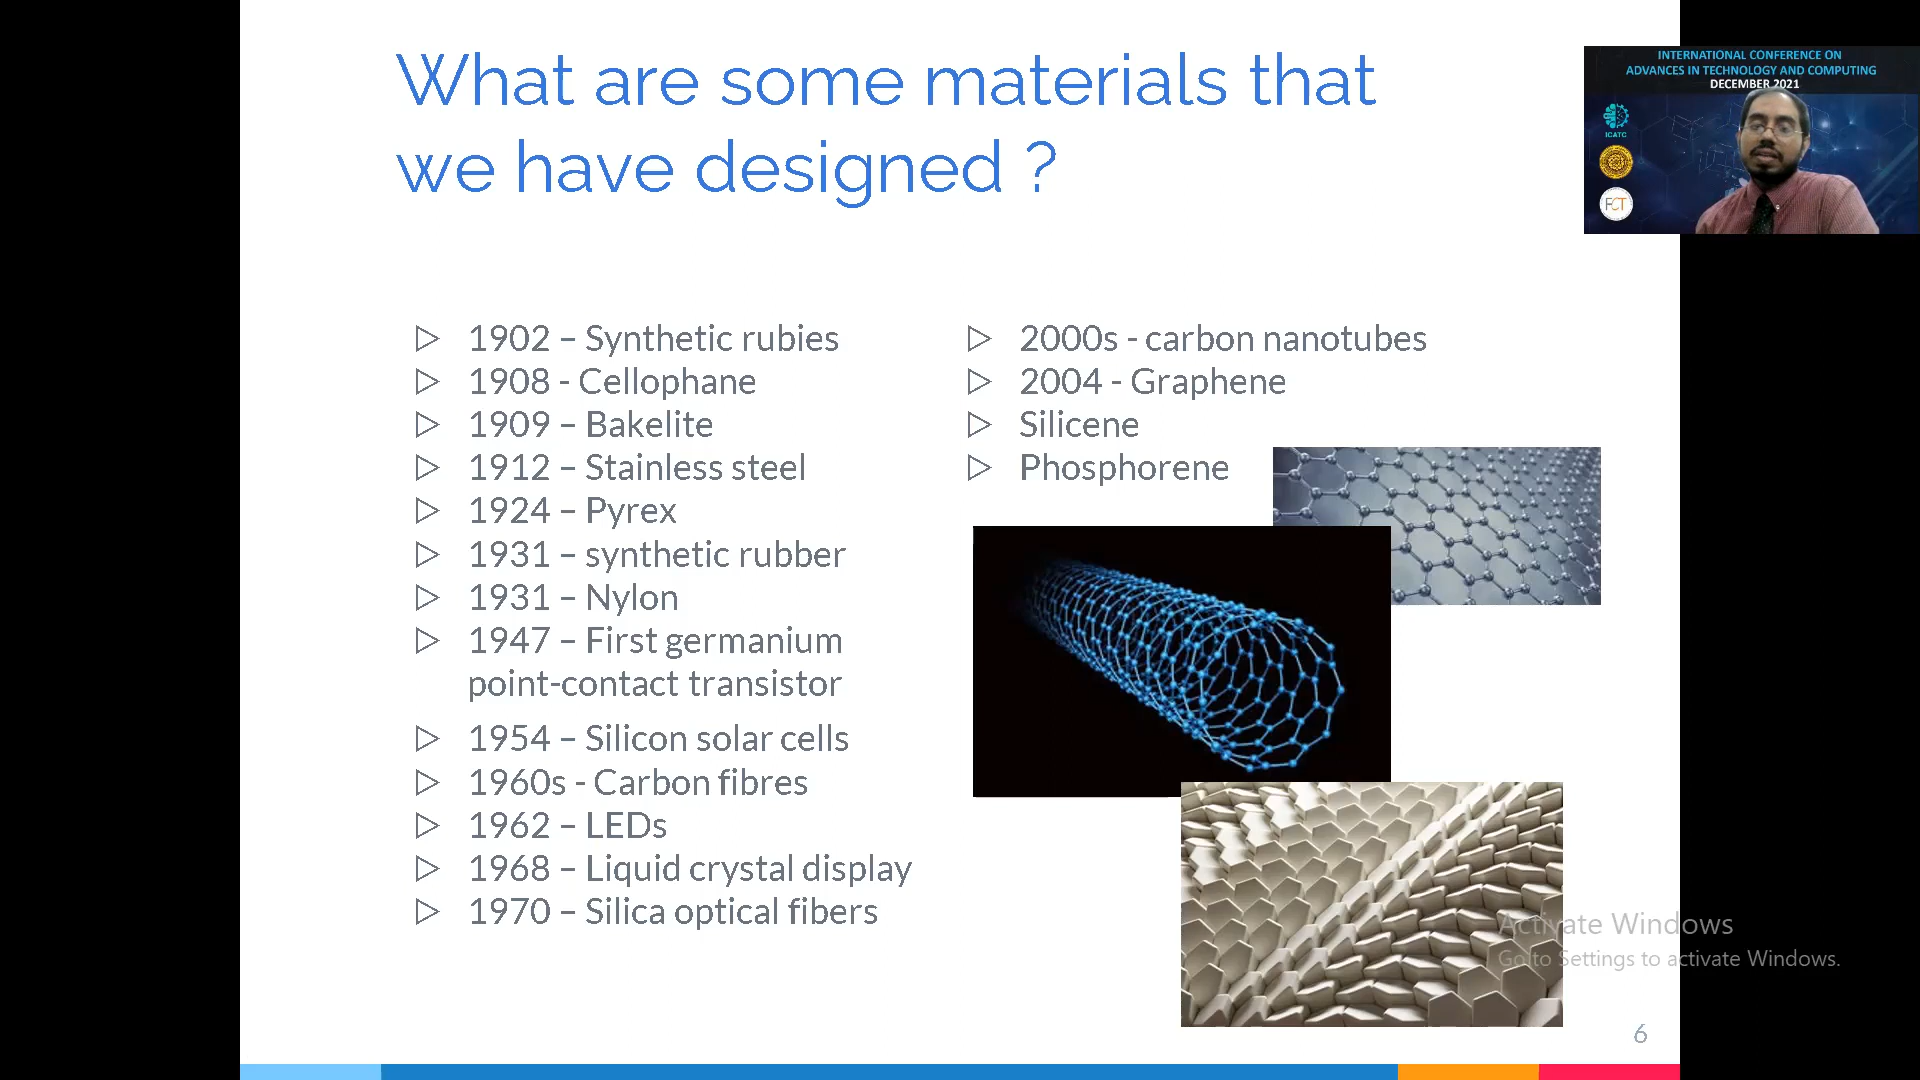 What are some materials that
we have designed ?
INTERNATIONAL CONFERENCE ON
ADVANCES IN TECHNOLOGY AND COMPUTING
DECEMBER 2021
ICATC
FCT
1902 – Synthetic rubies
1908 - Cellophane
1909 – Bakelite
1912 – Stainless steel
1924 – Pyrex
1931 – synthetic rubber
1931 – Nylon
1947 – First germanium
point-contact transistor
1954 – Silicon solar cells
1960s - Carbon fibres
1962 – LEDs
1968 – Liquid crystal display
1970 – Silica optical fibers
2000s - carbon nanotubes
2004 - Graphene
Silicene
Phosphorene
Activate Windows
Go to Settings to activate Windows.
6